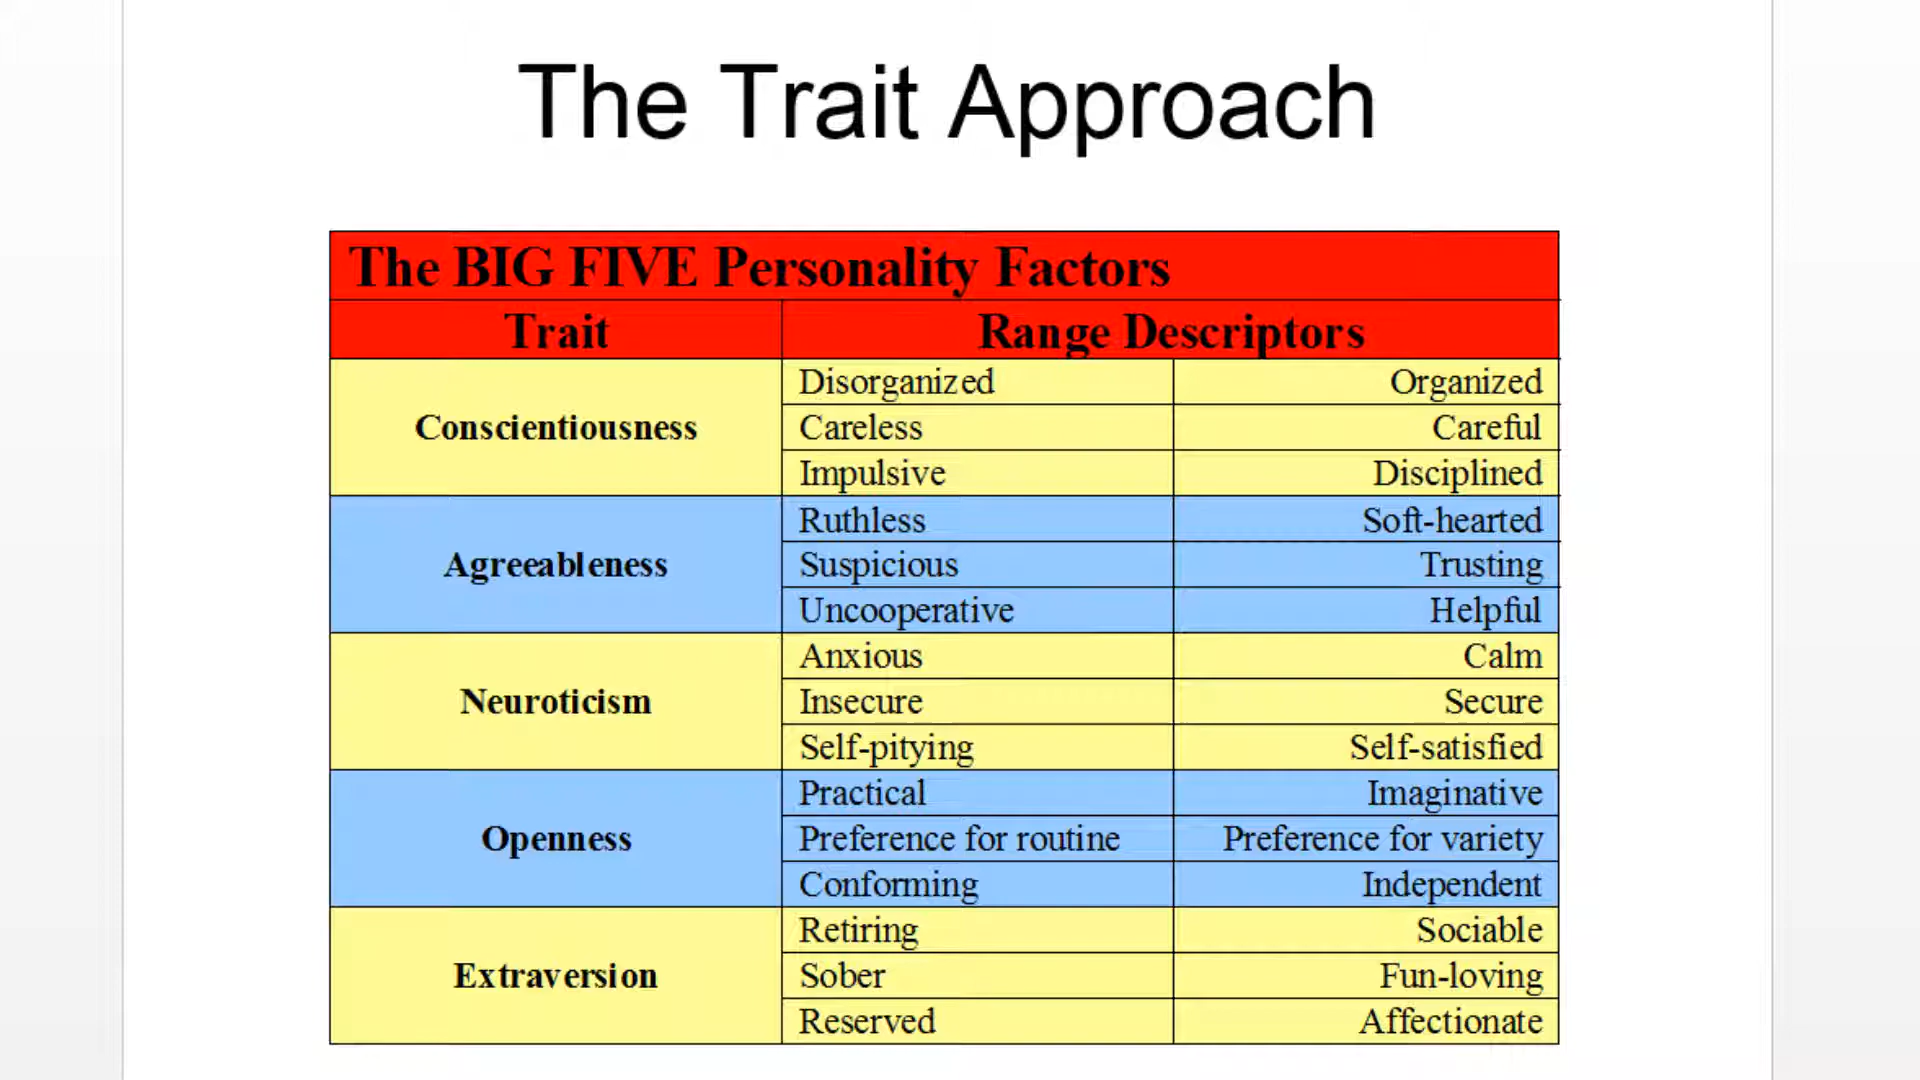 The Trait Approach
The BIG FIVE Personality Factors
Trait Range Descriptors
Conscientiousness
Disorganized Organized
Careless Careful
Impulsive Disciplined
Agreeableness
Ruthless Soft-hearted
Suspicious Trusting
Uncooperative Helpful
Neuroticism
Anxious Calm
Insecure Secure
Self-pitying Self-satisfied
Openness
Practical Imaginative
Preference for routine Preference for variety
Conforming Independent
Extraversion
Retiring Sociable
Sober Fun-loving
Reserved Affectionate